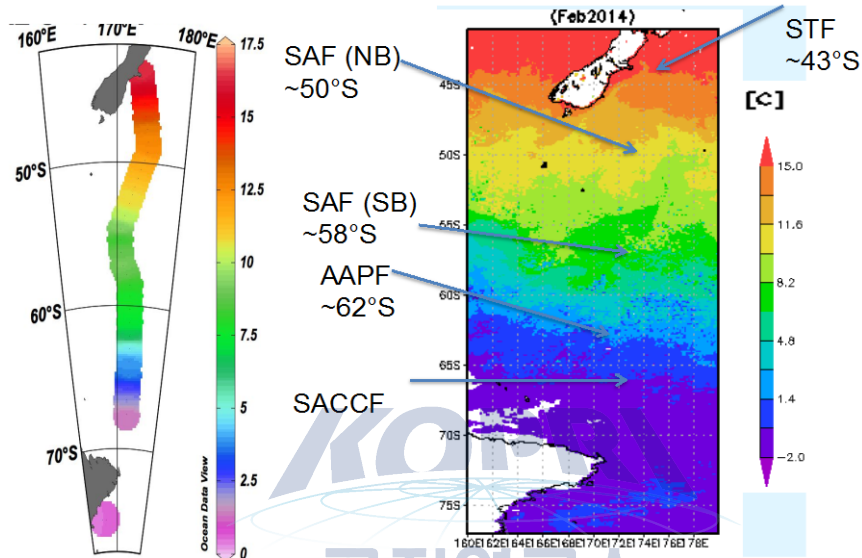 160°E
170°E
180°E
17.5
15
12.5
10
7.5
5
2.5
0
50°S
60°S
70°S
Ocean Data View
SAF (NB)
~50°S
SAF (SB)
~58°S
AAPF
~62°S
SACCF
(Feb2014)
STF
~43°S
[C]
45S
50S
55S
60S
65S
70S
75S
160E162E164E166E168E170E172E174E176E178E
15.0
11.6
8.2
4.8
1.4
-2.0
KOPRI